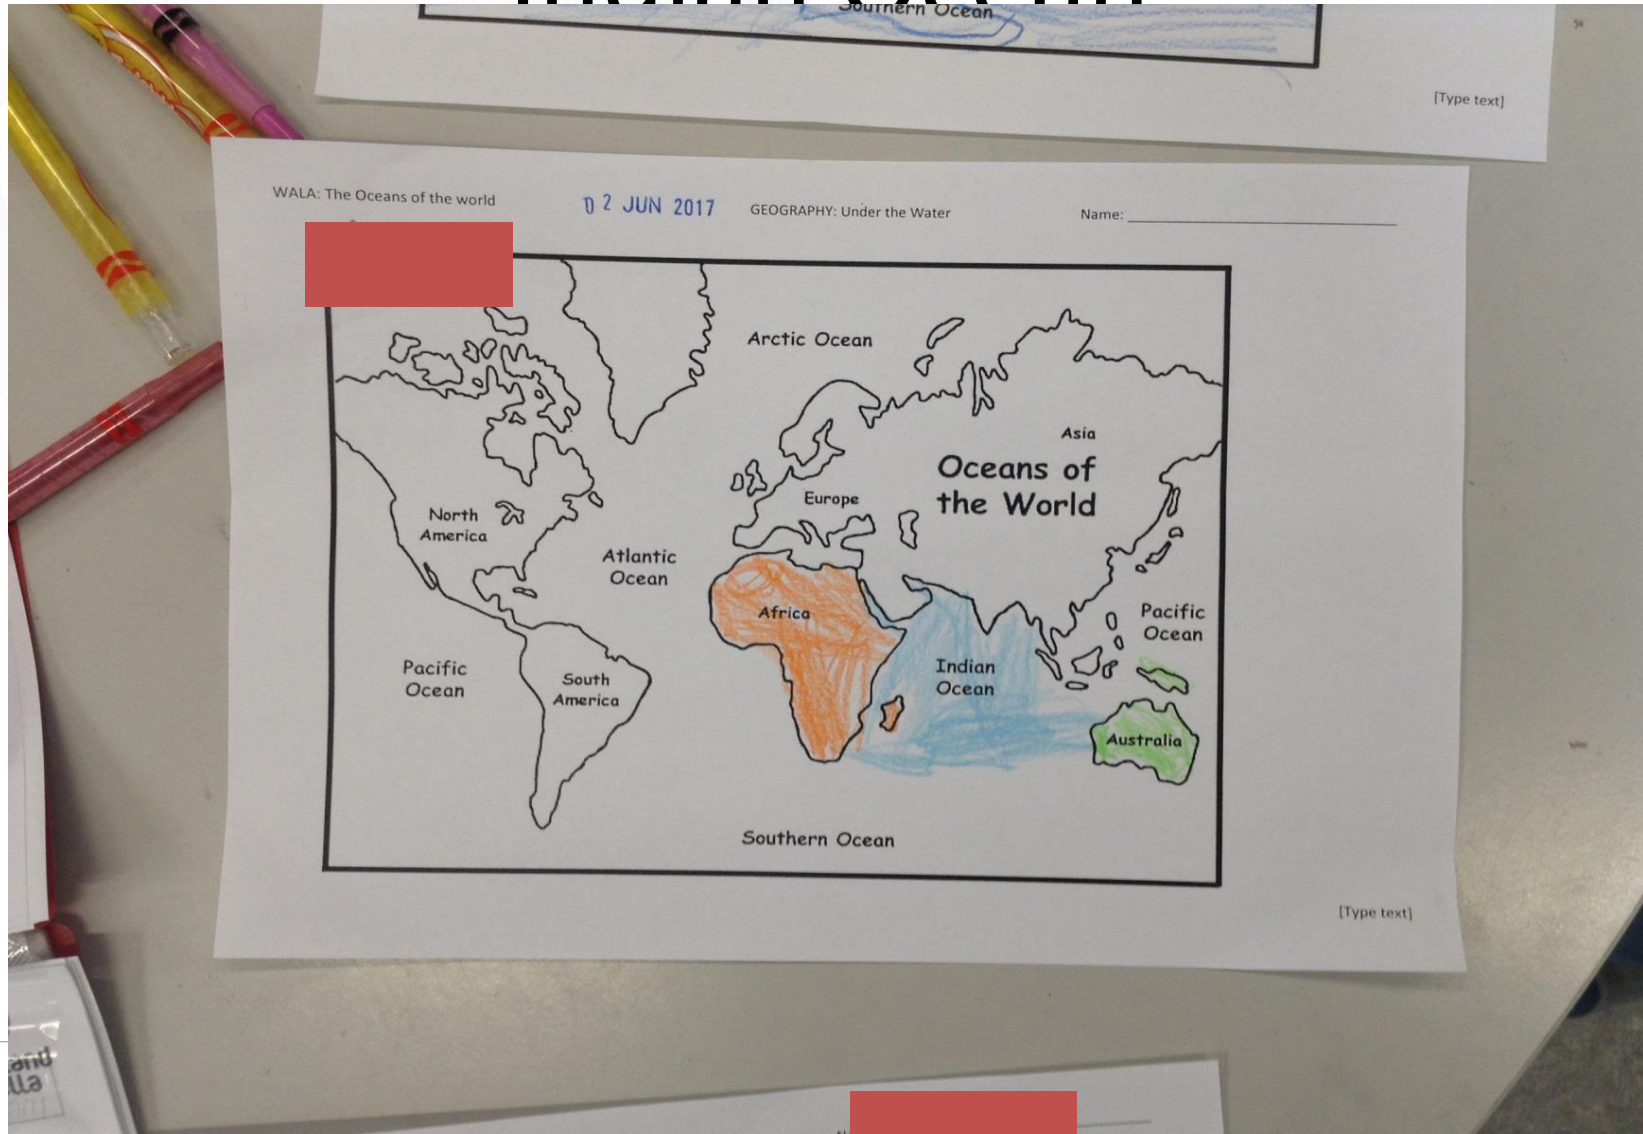 Southern Ocean
[Type text]
WALA: The Oceans of the world
02 JUN 2017
GEOGRAPHY: Under the Water
Name:
Arctic Ocean
Asia
Oceans of
the World
Europe
North
America
Atlantic
Ocean
Africa
Pacific
Ocean
Pacific
Ocean
South
America
Indian
Ocean
Australia
Southern Ocean
[Type text]